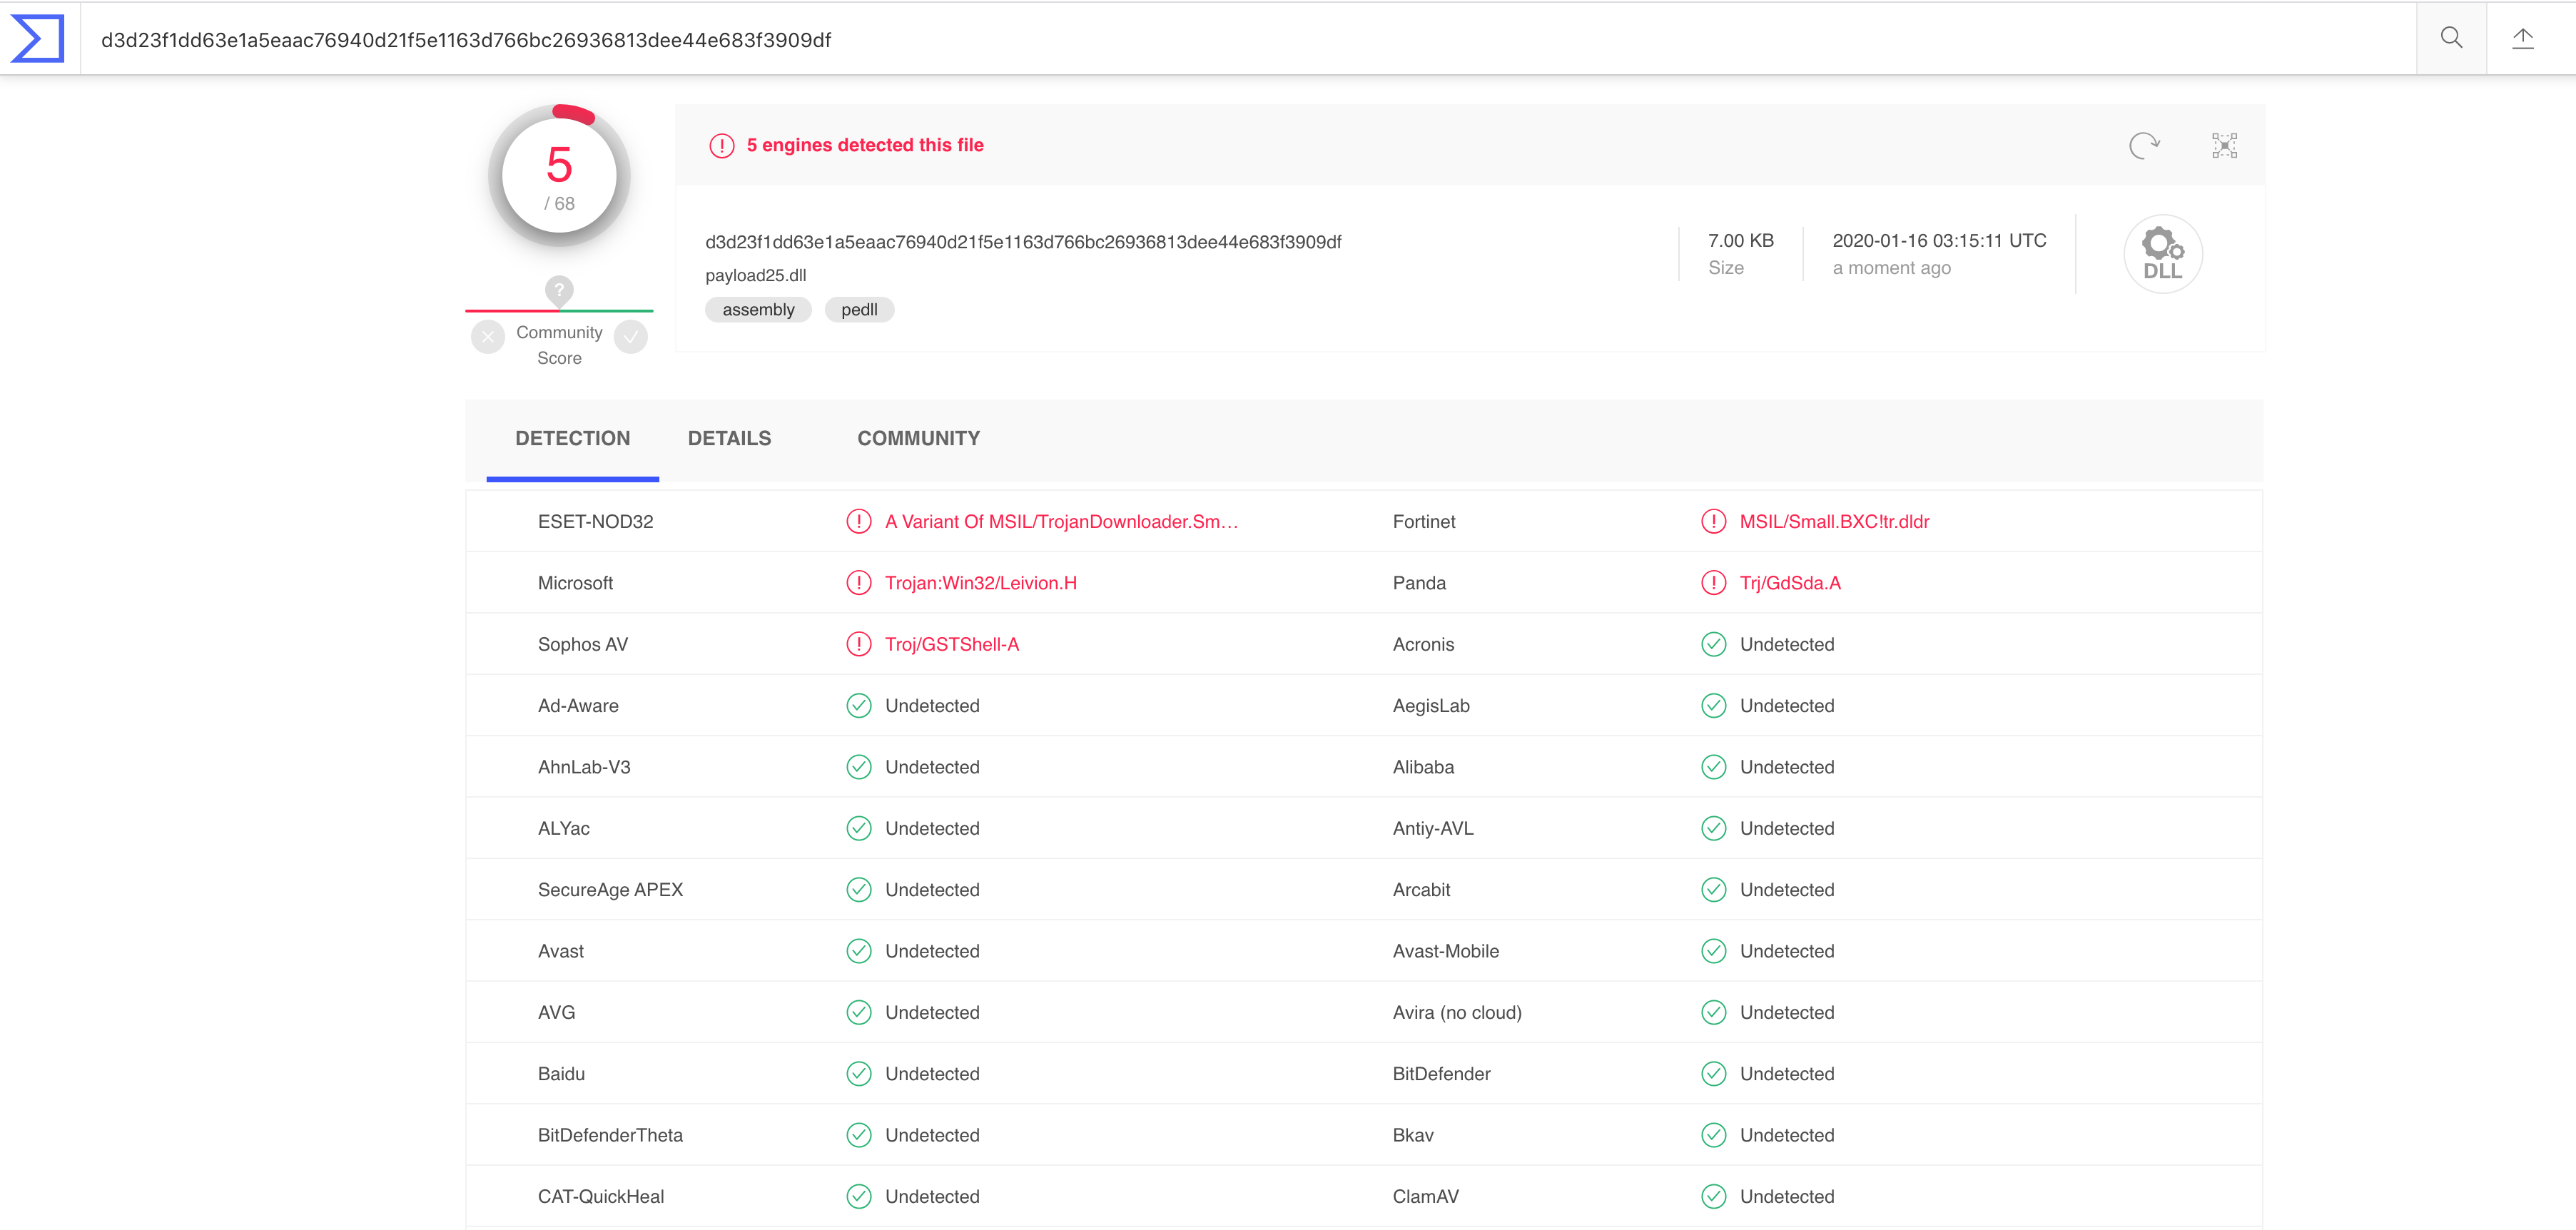 d3d23f1dd63e1a5eaac76940d21f5e1163d766bc26936813dee44e683f3909df
5
/ 68
?
Community
Score
5 engines detected this file
d3d23f1dd63e1a5eaac76940d21f5e1163d766bc26936813dee44e683f3909df
payload25.dll
assembly pedll
7.00 KB
Size
2020-01-16 03:15:11 UTC
a moment ago
DLL
DETECTION DETAILS COMMUNITY
ESET-NOD32 A Variant Of MSIL/TrojanDownloader.Sm… Fortinet MSIL/Small.BXC!tr.dldr
Microsoft Trojan:Win32/Leivion.H Panda Trj/GdSda.A
Sophos AV Troj/GSTShell-A Acronis Undetected
Ad-Aware Undetected AegisLab Undetected
AhnLab-V3 Undetected Alibaba Undetected
ALYac Undetected Antiy-AVL Undetected
SecureAge APEX Undetected Arcabit Undetected
Avast Undetected Avast-Mobile Undetected
AVG Undetected Avira (no cloud) Undetected
Baidu Undetected BitDefender Undetected
BitDefenderTheta Undetected Bkav Undetected
CAT-QuickHeal Undetected ClamAV Undetected